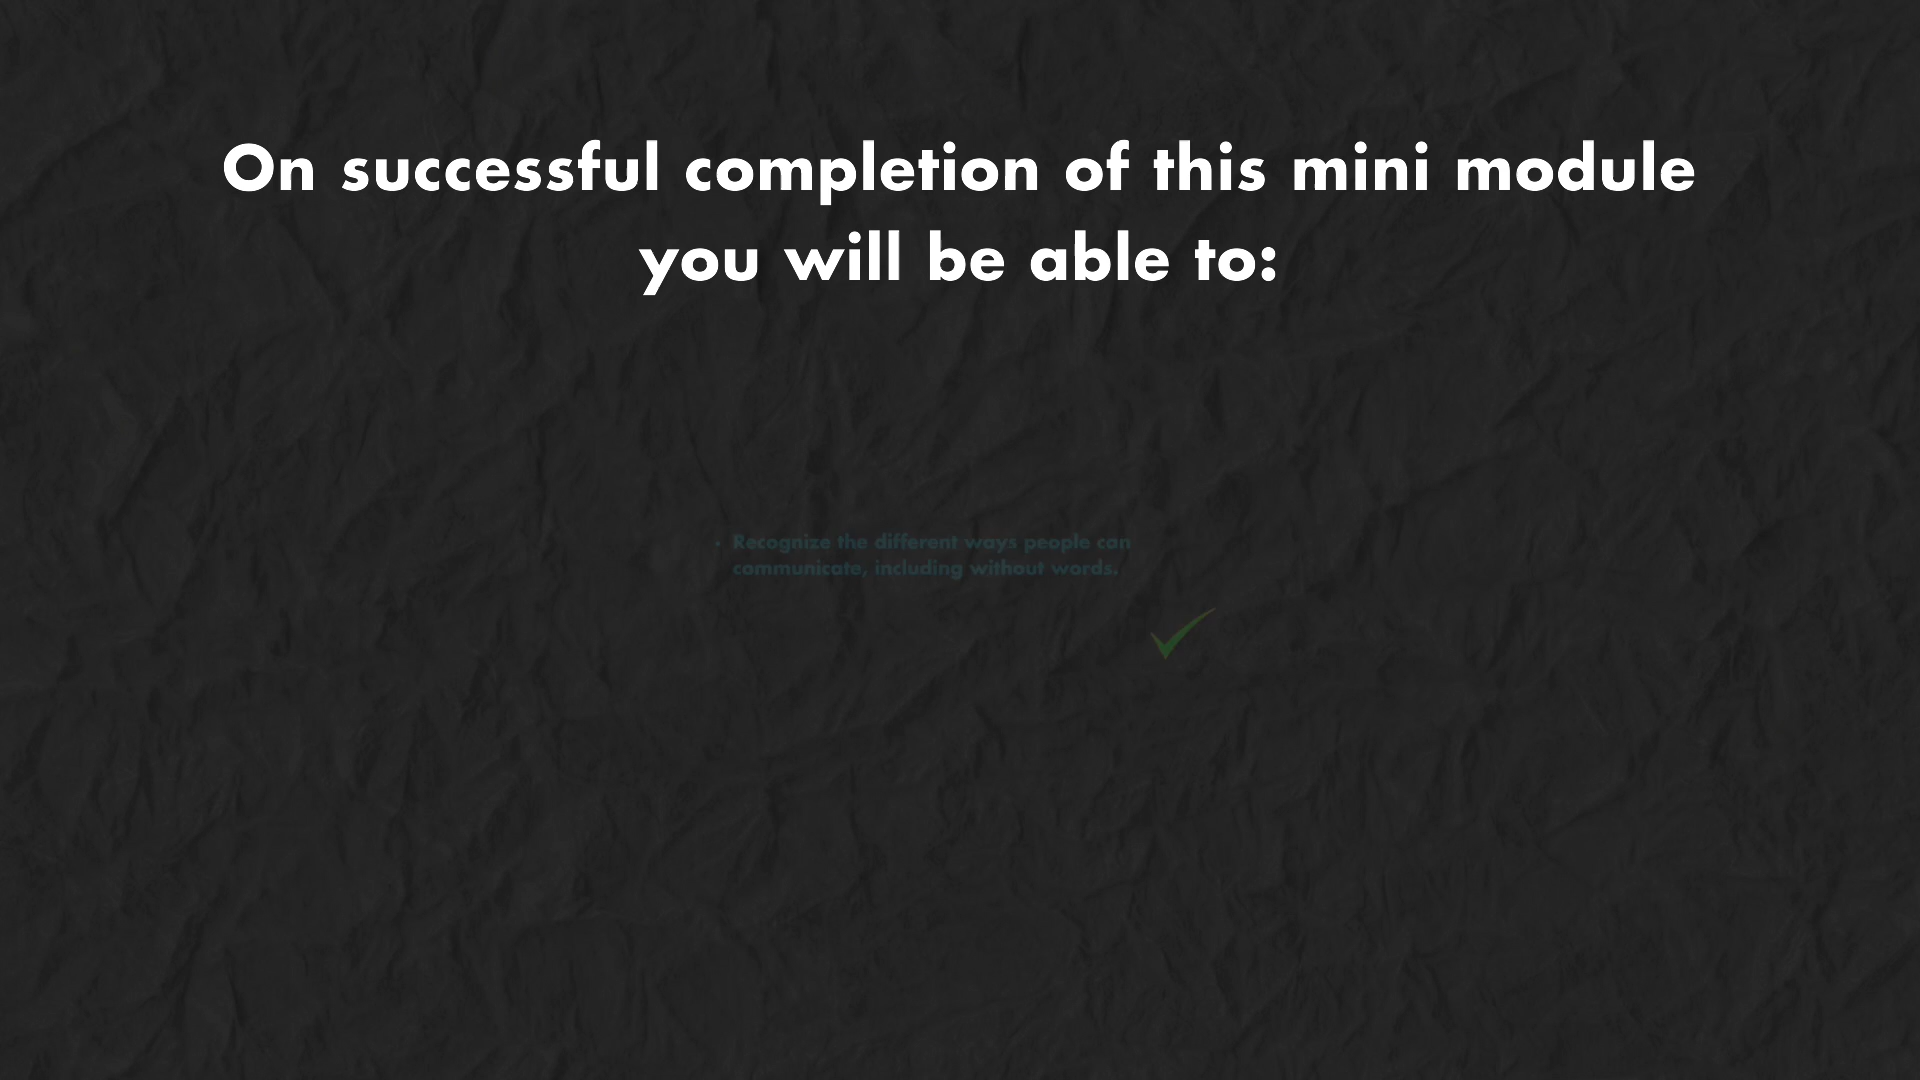 On successful completion of this mini module
you will be able to:
• Recognize the different ways people can
communicate, including without words.